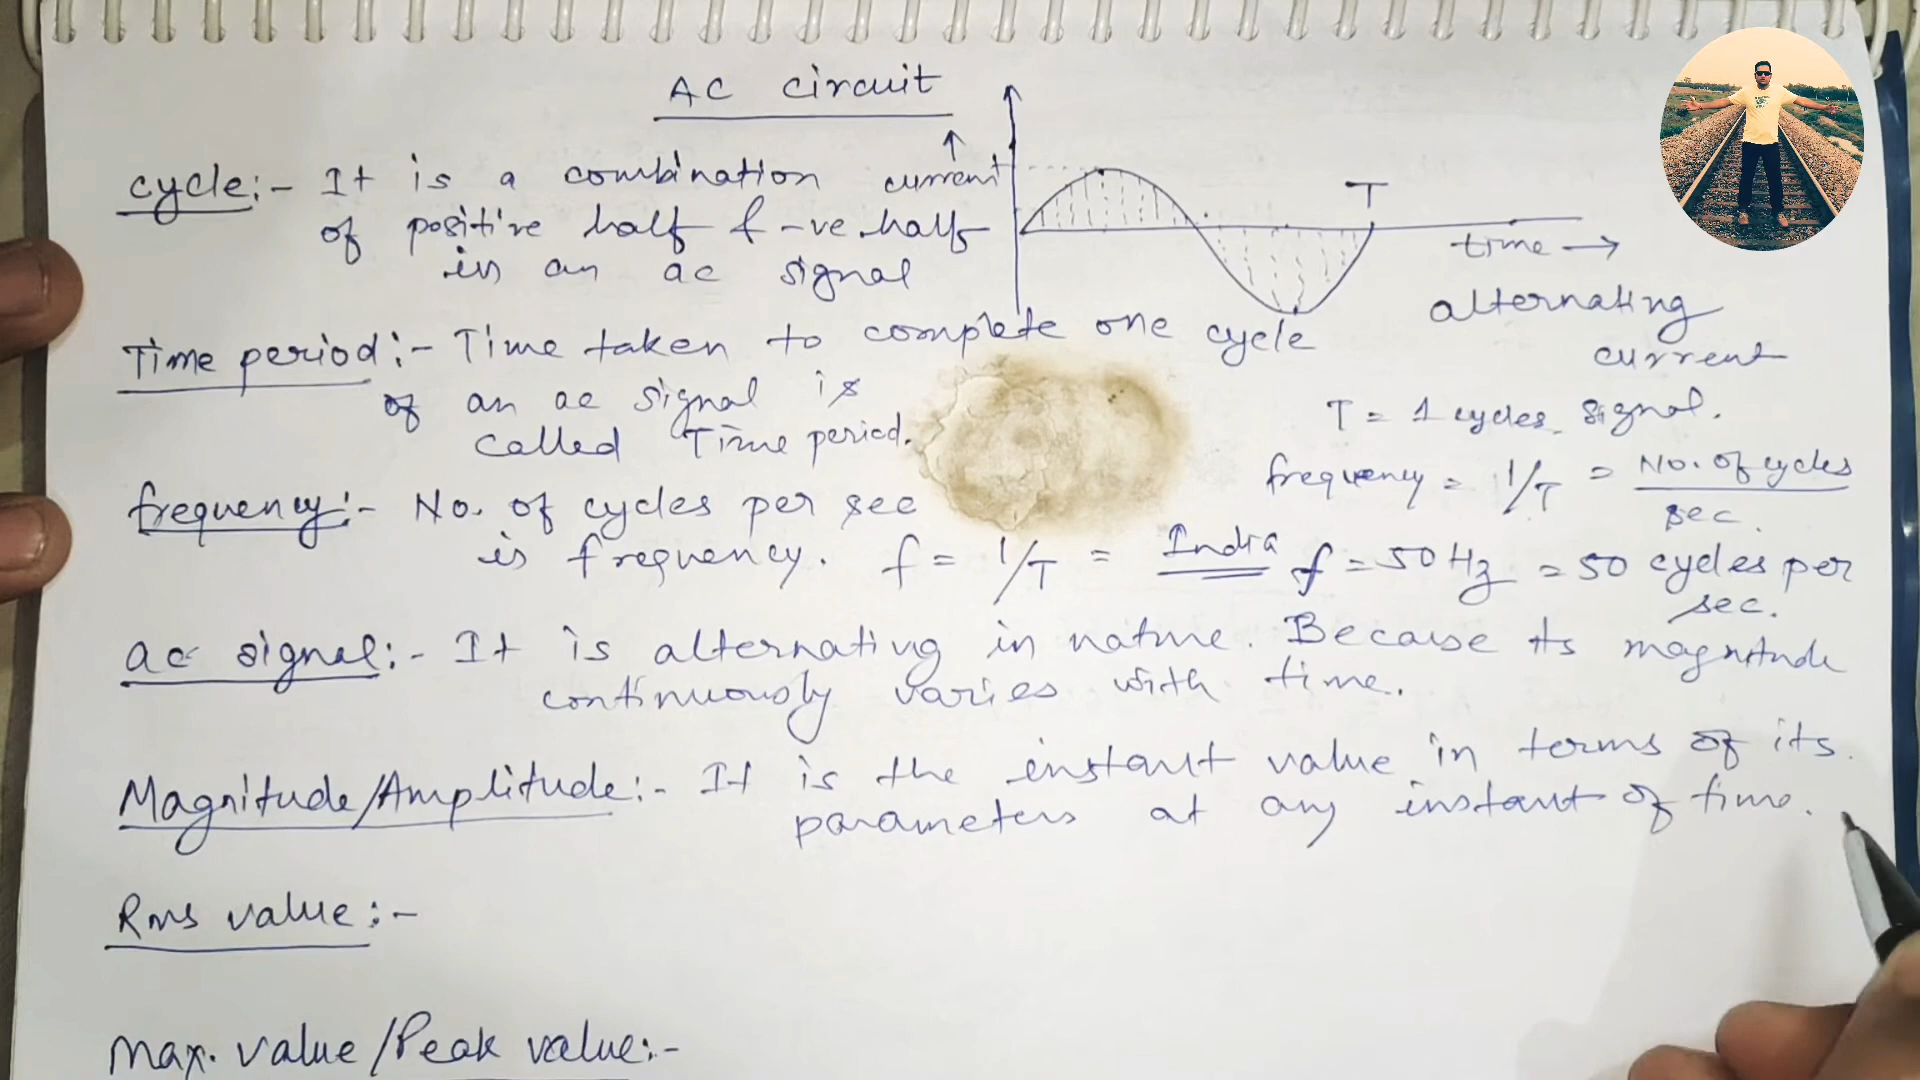 AC circuit
cycle:- It is a combination
of positive half & -ve half
in an ac signal
current
T
time →
alternating
current
Time period:- Time taken to complete one cycle
of an ac signal is
called Time period.
T = 1 cycles signal.
frequency = 1/T = No. of cycles
sec.
frequency:- No. of cycles per sec
is frequency. f = 1/T = India f = 50 Hz = 50 cycles per
sec.
ac signal:- It is alternating in nature. Because its magnitude
continuously varies with time.
Magnitude/Amplitude:- It is the instant value in terms of its
parameters at any instant of time.
Rms value:-
Max. value/Peak value:-